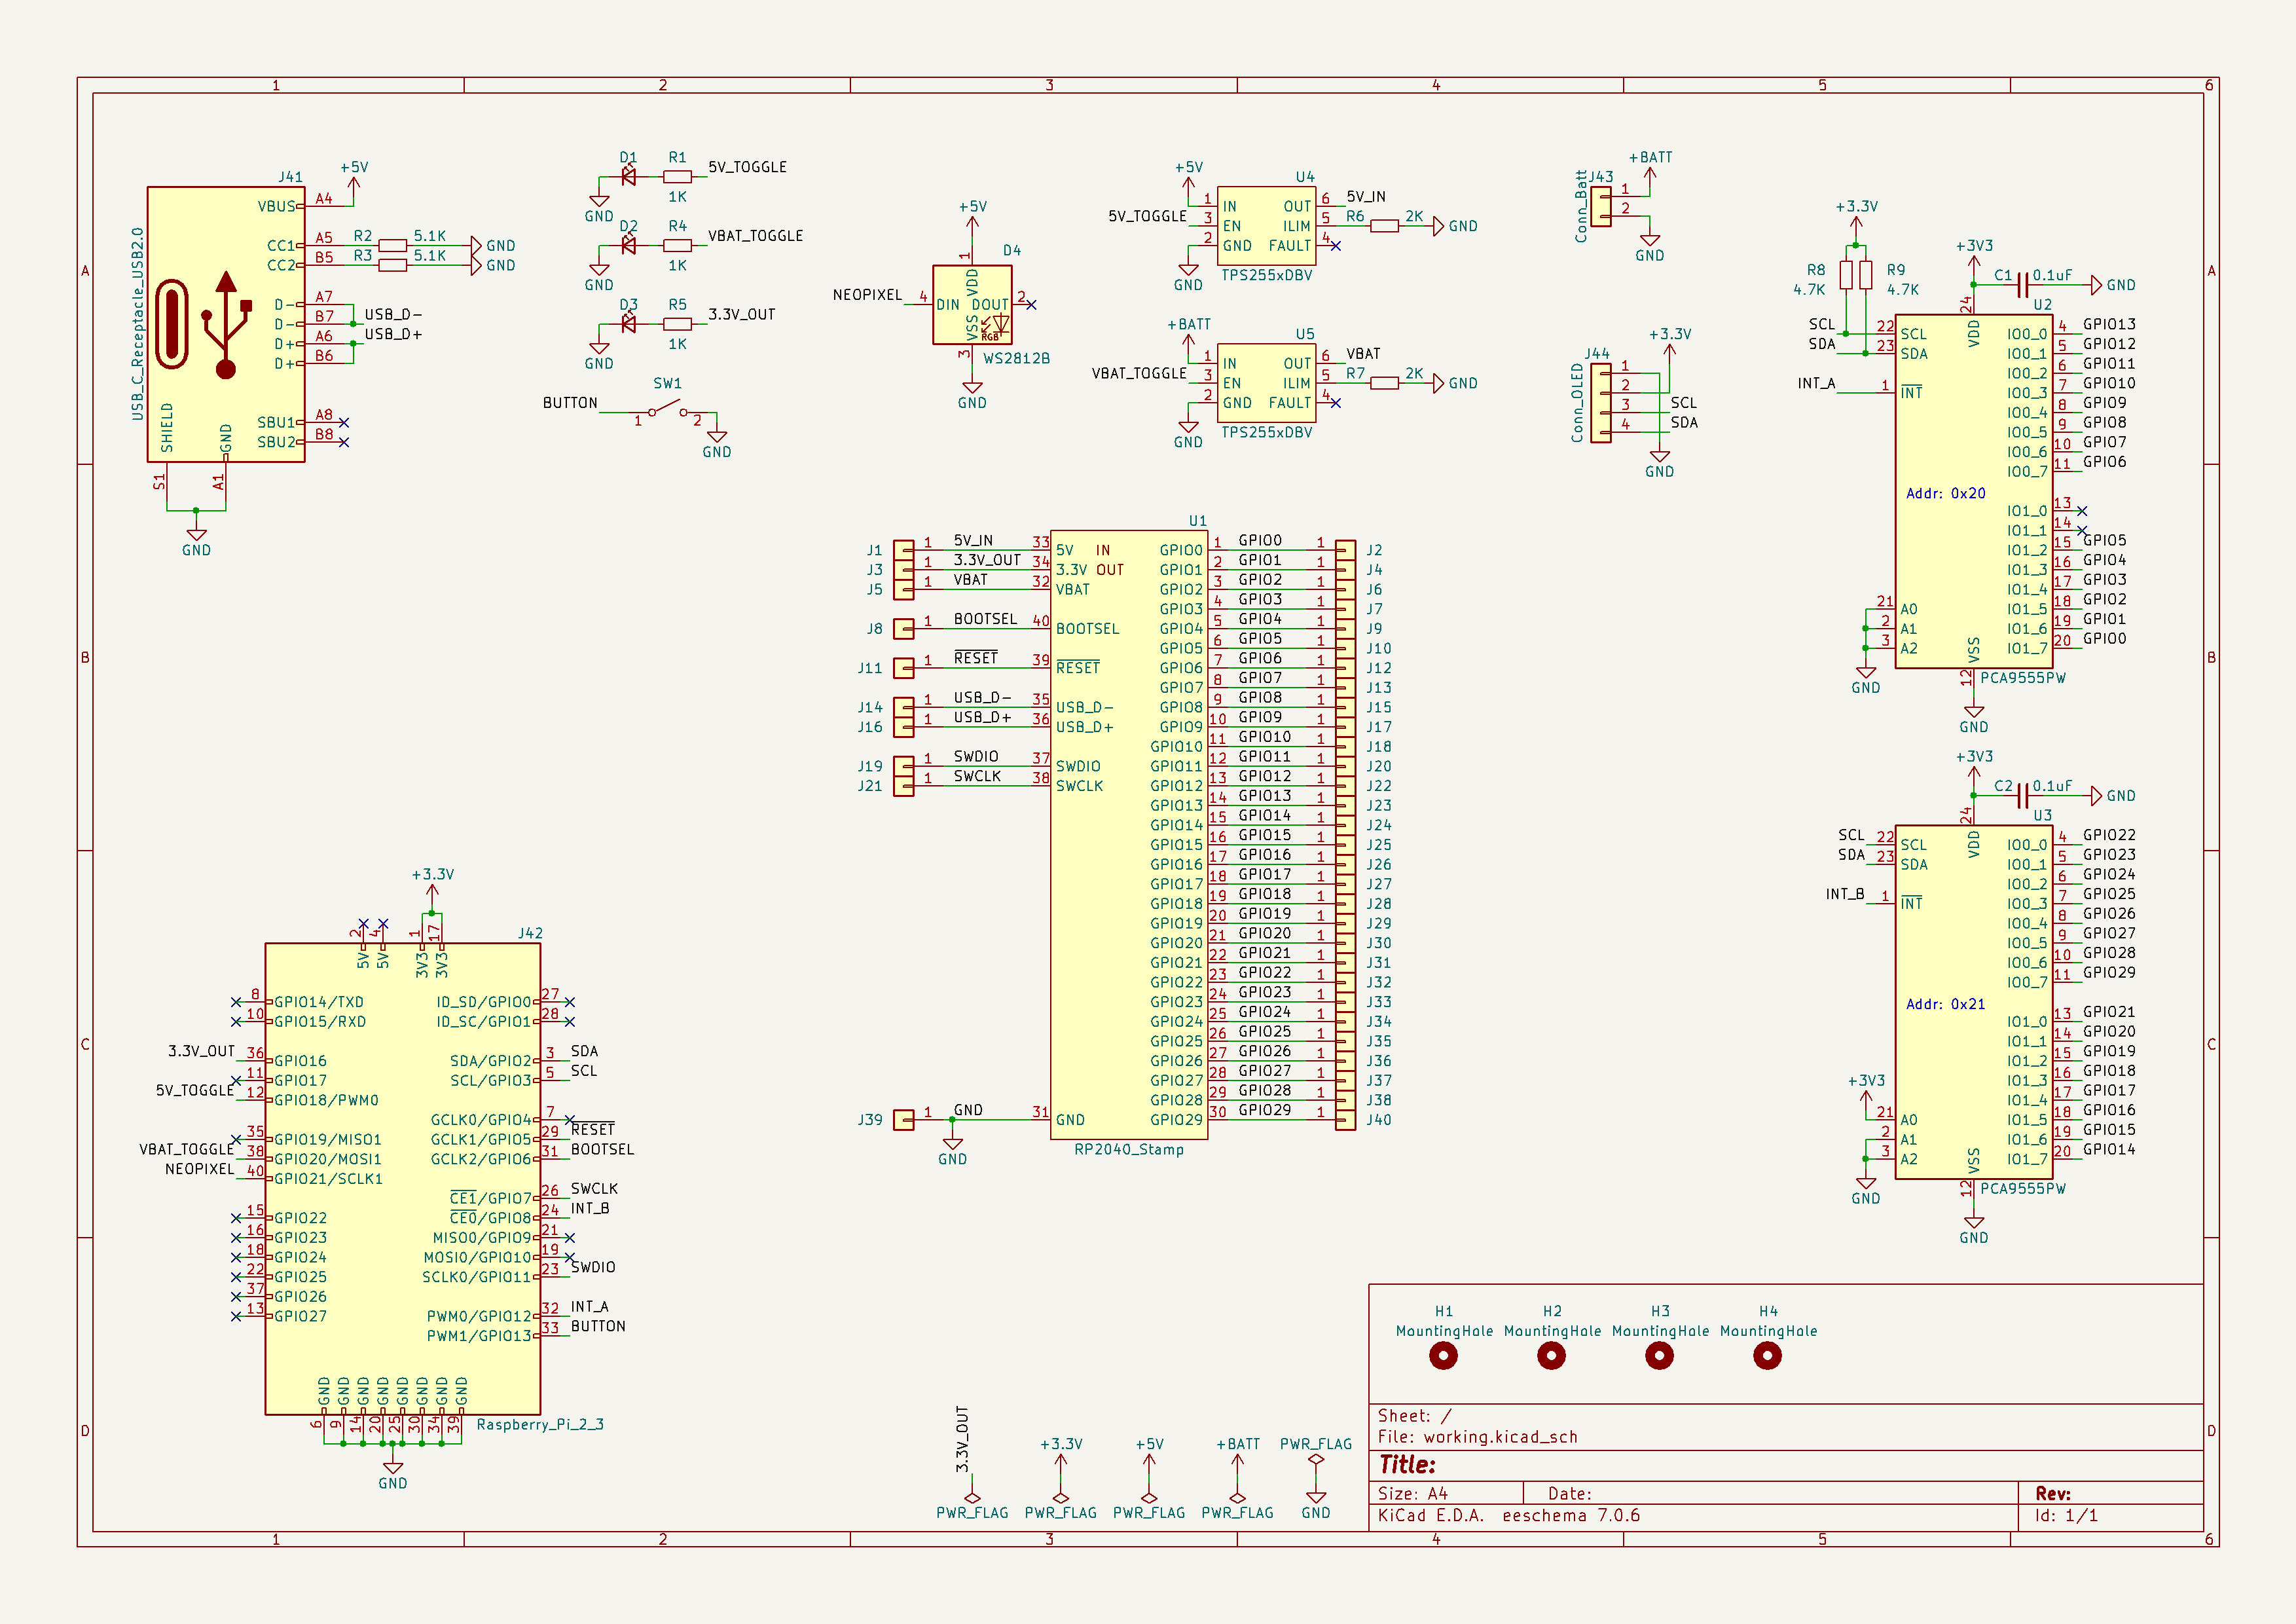 1 2 3 4 5 6
A B C D
A B C D
1 2 3 4 5 6
J41
USB_C_Receptacle_USB2.0
+5V
VBUS A4
CC1 A5 R2 5.1K GND
CC2 B5 R3 5.1K GND
D- A7
D- B7 USB_D-
D+ A6 USB_D+
D+ B6
SBU1 A8
SBU2 B8
SHIELD GND
S1 A1
GND
D1 R1 5V_TOGGLE
1K
GND
D2 R4 VBAT_TOGGLE
1K
GND
D3 R5 3.3V_OUT
1K
GND
SW1
BUTTON 1 2
GND
+5V
D4
1 VDD
NEOPIXEL 4 DIN DOUT 2
RGB
VSS 3
WS2812B
GND
+5V U4
1 IN OUT 6 5V_IN
5V_TOGGLE 3 EN ILIM 5 R6 2K GND
2 GND FAULT 4
GND TPS255xDBV
+BATT U5
1 IN OUT 6 VBAT
VBAT_TOGGLE 3 EN ILIM 5 R7 2K GND
2 GND FAULT 4
GND TPS255xDBV
+BATT
J43
Conn_Batt
1
2
GND
+3.3V
J44
Conn_OLED
1
2
3 SCL
4 SDA
GND
+3.3V
R8 R9
4.7K 4.7K
+3V3
C1 0.1uF GND
U2
24 VDD
SCL 22 SCL IO0_0 4 GPIO13
SDA 23 SDA IO0_1 5 GPIO12
IO0_2 6 GPIO11
INT_A 1 INT IO0_3 7 GPIO10
IO0_4 8 GPIO9
IO0_5 9 GPIO8
IO0_6 10 GPIO7
IO0_7 11 GPIO6
Addr: 0x20
IO1_0 13
IO1_1 14
IO1_2 15 GPIO5
IO1_3 16 GPIO4
IO1_4 17 GPIO3
21 A0 IO1_5 18 GPIO2
2 A1 IO1_6 19 GPIO1
3 A2 IO1_7 20 GPIO0
VSS 12
GND PCA9555PW
GND
+3V3
C2 0.1uF GND
U3
24 VDD
SCL 22 SCL IO0_0 4 GPIO22
SDA 23 SDA IO0_1 5 GPIO23
IO0_2 6 GPIO24
INT_B 1 INT IO0_3 7 GPIO25
IO0_4 8 GPIO26
IO0_5 9 GPIO27
IO0_6 10 GPIO28
IO0_7 11 GPIO29
Addr: 0x21
IO1_0 13 GPIO21
IO1_1 14 GPIO20
IO1_2 15 GPIO19
+3V3 IO1_3 16 GPIO18
IO1_4 17 GPIO17
21 A0 IO1_5 18 GPIO16
2 A1 IO1_6 19 GPIO15
3 A2 IO1_7 20 GPIO14
VSS 12
GND PCA9555PW
GND
U1
J1 1 5V_IN 33 5V IN GPIO0 1 GPIO0 1 J2
J3 1 3.3V_OUT 34 3.3V OUT GPIO1 2 GPIO1 1 J4
J5 1 VBAT 32 VBAT GPIO2 3 GPIO2 1 J6
GPIO3 4 GPIO3 1 J7
J8 1 BOOTSEL 40 BOOTSEL GPIO4 5 GPIO4 1 J9
GPIO5 6 GPIO5 1 J10
J11 1 RESET 39 RESET GPIO6 7 GPIO6 1 J12
GPIO7 8 GPIO7 1 J13
J14 1 USB_D- 35 USB_D- GPIO8 9 GPIO8 1 J15
J16 1 USB_D+ 36 USB_D+ GPIO9 10 GPIO9 1 J17
GPIO10 11 GPIO10 1 J18
J19 1 SWDIO 37 SWDIO GPIO11 12 GPIO11 1 J20
J21 1 SWCLK 38 SWCLK GPIO12 13 GPIO12 1 J22
GPIO13 14 GPIO13 1 J23
GPIO14 15 GPIO14 1 J24
GPIO15 16 GPIO15 1 J25
GPIO16 17 GPIO16 1 J26
GPIO17 18 GPIO17 1 J27
GPIO18 19 GPIO18 1 J28
GPIO19 20 GPIO19 1 J29
GPIO20 21 GPIO20 1 J30
GPIO21 22 GPIO21 1 J31
GPIO22 23 GPIO22 1 J32
GPIO23 24 GPIO23 1 J33
GPIO24 25 GPIO24 1 J34
GPIO25 26 GPIO25 1 J35
GPIO26 27 GPIO26 1 J36
GPIO27 28 GPIO27 1 J37
GPIO28 29 GPIO28 1 J38
J39 1 GND 31 GND GPIO29 30 GPIO29 1 J40
GND RP2040_Stamp
+3.3V
J42
2 4 1 17
5V 5V 3V3 3V3
8 GPIO14/TXD ID_SD/GPIO0 27
10 GPIO15/RXD ID_SC/GPIO1 28
3.3V_OUT 36 GPIO16 SDA/GPIO2 3 SDA
11 GPIO17 SCL/GPIO3 5 SCL
5V_TOGGLE 12 GPIO18/PWM0
GCLK0/GPIO4 7
35 GPIO19/MISO1 GCLK1/GPIO5 29 RESET
VBAT_TOGGLE 38 GPIO20/MOSI1 GCLK2/GPIO6 31 BOOTSEL
NEOPIXEL 40 GPIO21/SCLK1
CE1/GPIO7 26 SWCLK
15 GPIO22 CE0/GPIO8 24 INT_B
16 GPIO23 MISO0/GPIO9 21
18 GPIO24 MOSI0/GPIO10 19
22 GPIO25 SCLK0/GPIO11 23 SWDIO
37 GPIO26
13 GPIO27 PWM0/GPIO12 32 INT_A
PWM1/GPIO13 33 BUTTON
GND GND GND GND GND GND GND GND
6 9 14 20 25 30 34 39
Raspberry_Pi_2_3
GND
3.3V_OUT +3.3V +5V +BATT PWR_FLAG
PWR_FLAG PWR_FLAG PWR_FLAG PWR_FLAG GND
H1 H2 H3 H4
MountingHole MountingHole MountingHole MountingHole
Sheet: /
File: working.kicad_sch
Title:
Size: A4 Date: Rev:
KiCad E.D.A. eeschema 7.0.6 Id: 1/1